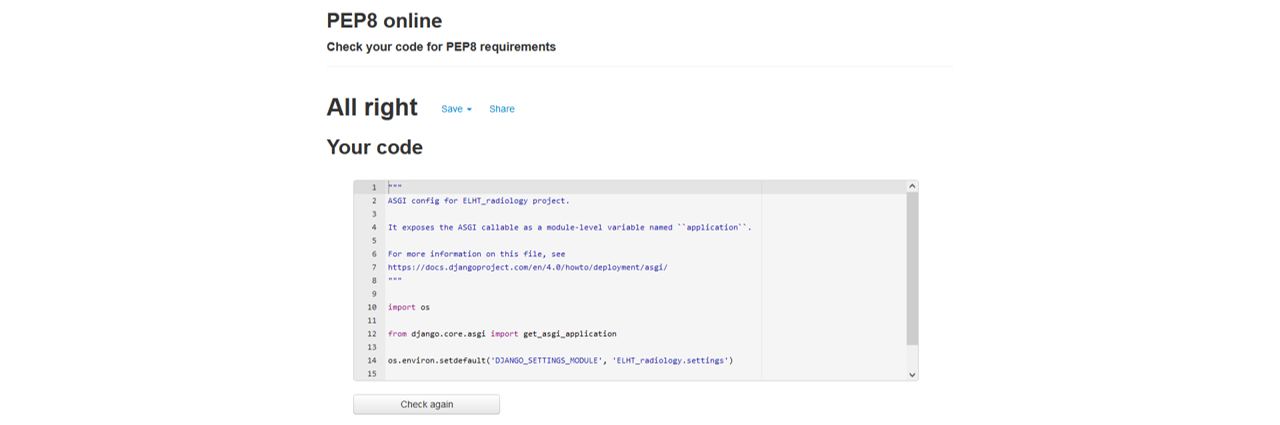 PEP8 online
Check your code for PEP8 requirements
All right Save Share
Your code
1 """
2 ASGI config for ELHT_radiology project.
3
4 It exposes the ASGI callable as a module-level variable named ``application``.
5
6 For more information on this file, see
7 https://docs.djangoproject.com/en/4.0/howto/deployment/asgi/
8 """
9
10 import os
11
12 from django.core.asgi import get_asgi_application
13
14 os.environ.setdefault('DJANGO_SETTINGS_MODULE', 'ELHT_radiology.settings')
15
Check again